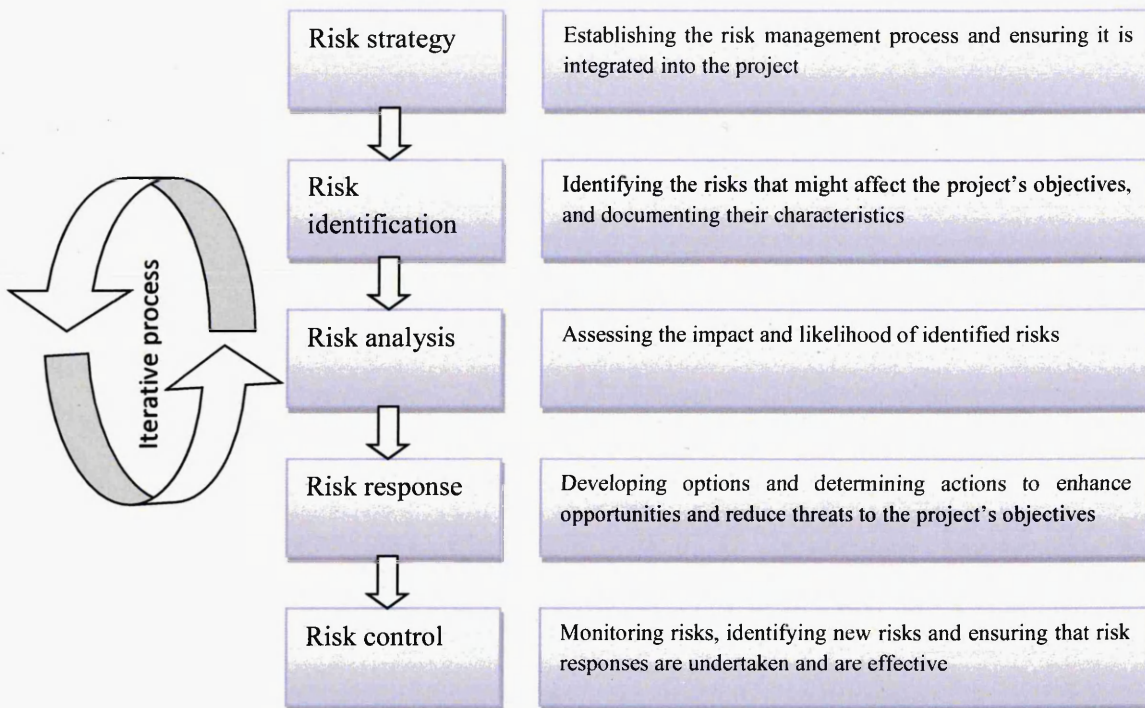 Risk strategy
Establishing the risk management process and ensuring it is
integrated into the project
Risk
identification
Identifying the risks that might affect the project's objectives,
and documenting their characteristics
Iterative process
Risk analysis
Assessing the impact and likelihood of identified risks
Risk response
Developing options and determining actions to enhance
opportunities and reduce threats to the project's objectives
Risk control
Monitoring risks, identifying new risks and ensuring that risk
responses are undertaken and are effective